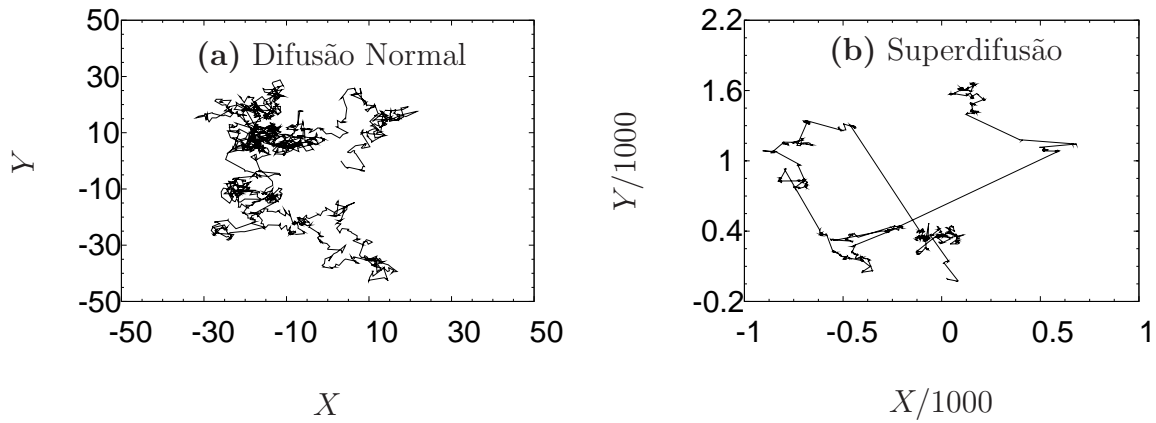 (a) Difusão Normal
50
30
10
-10
-30
-50
Y
-50 -30 -10 10 30 50
X
(b) Superdifusão
2.2
1.6
1
0.4
-0.2
Y/1000
-1 -0.5 0 0.5 1
X/1000